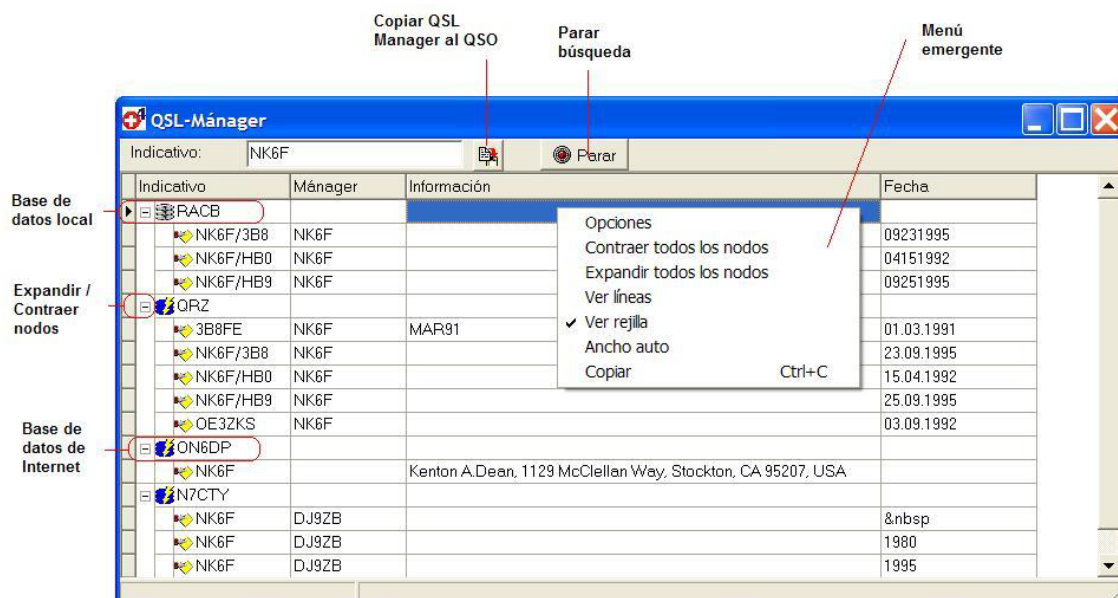 Copiar QSL
Manager al QSO
Parar
búsqueda
Menú
emergente
QSL-Mánager
Indicativo: NK6F Parar
Indicativo Mánager Información Fecha
Base de
datos local
RACB
NK6F/3B8 NK6F 09231995
NK6F/HB0 NK6F 04151992
NK6F/HB9 NK6F 09251995
Expandir /
Contraer
nodos
QRZ
3B8FE NK6F MAR91 01.03.1991
NK6F/3B8 NK6F 23.09.1995
NK6F/HB0 NK6F 15.04.1992
NK6F/HB9 NK6F 25.09.1995
OE3ZKS NK6F 03.09.1992
Base de
datos de
Internet
ON6DP
NK6F Kenton A.Dean, 1129 McClellan Way, Stockton, CA 95207, USA
N7CTY
NK6F DJ9ZB &nbsp
NK6F DJ9ZB 1980
NK6F DJ9ZB 1995
Opciones
Contraer todos los nodos
Expandir todos los nodos
Ver líneas
Ver rejilla
Ancho auto
Copiar Ctrl+C